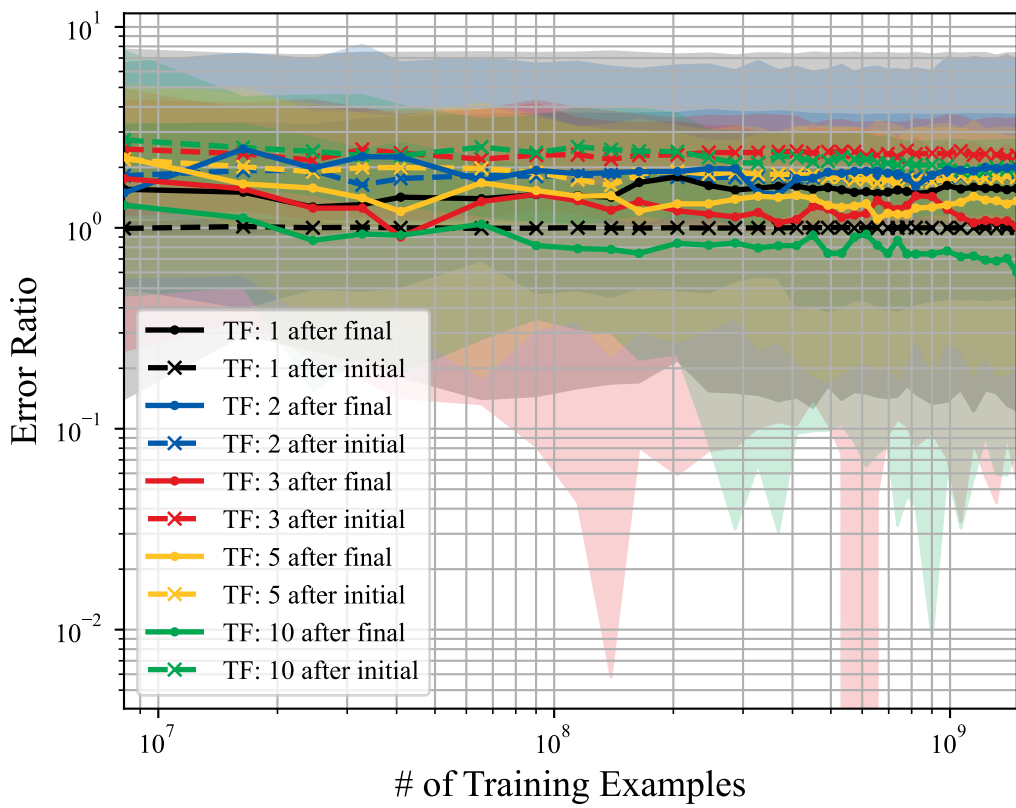 10^1
10^0
10^-1
10^-2
Error Ratio
TF: 1 after final
TF: 1 after initial
TF: 2 after final
TF: 2 after initial
TF: 3 after final
TF: 3 after initial
TF: 5 after final
TF: 5 after initial
TF: 10 after final
TF: 10 after initial
10^7 10^8 10^9
# of Training Examples